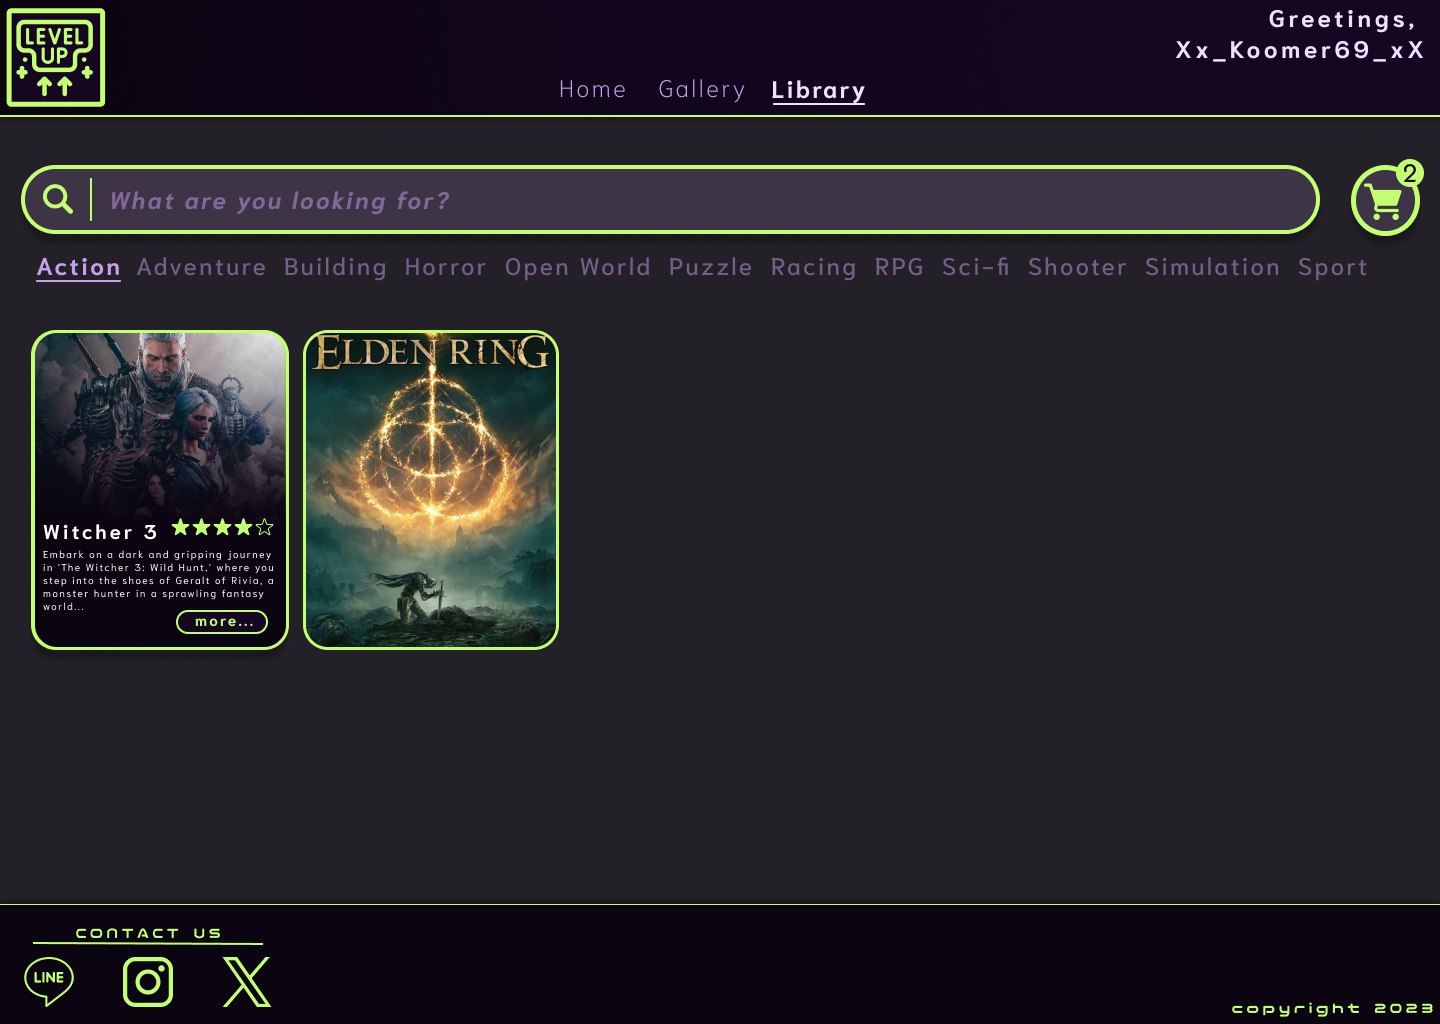 LEVEL
UP
Greetings,
Xx_Koomer69_xX
Home Gallery Library
What are you looking for?
2
Action Adventure Building Horror Open World Puzzle Racing RPG Sci-fi Shooter Simulation Sport
ELDEN RING
Witcher 3
Embark on a dark and gripping journey
in 'The Witcher 3: Wild Hunt,' where you
step into the shoes of Geralt of Rivia, a
monster hunter in a sprawling fantasy
world...
more...
CONTACT US
LINE
copyright 2023